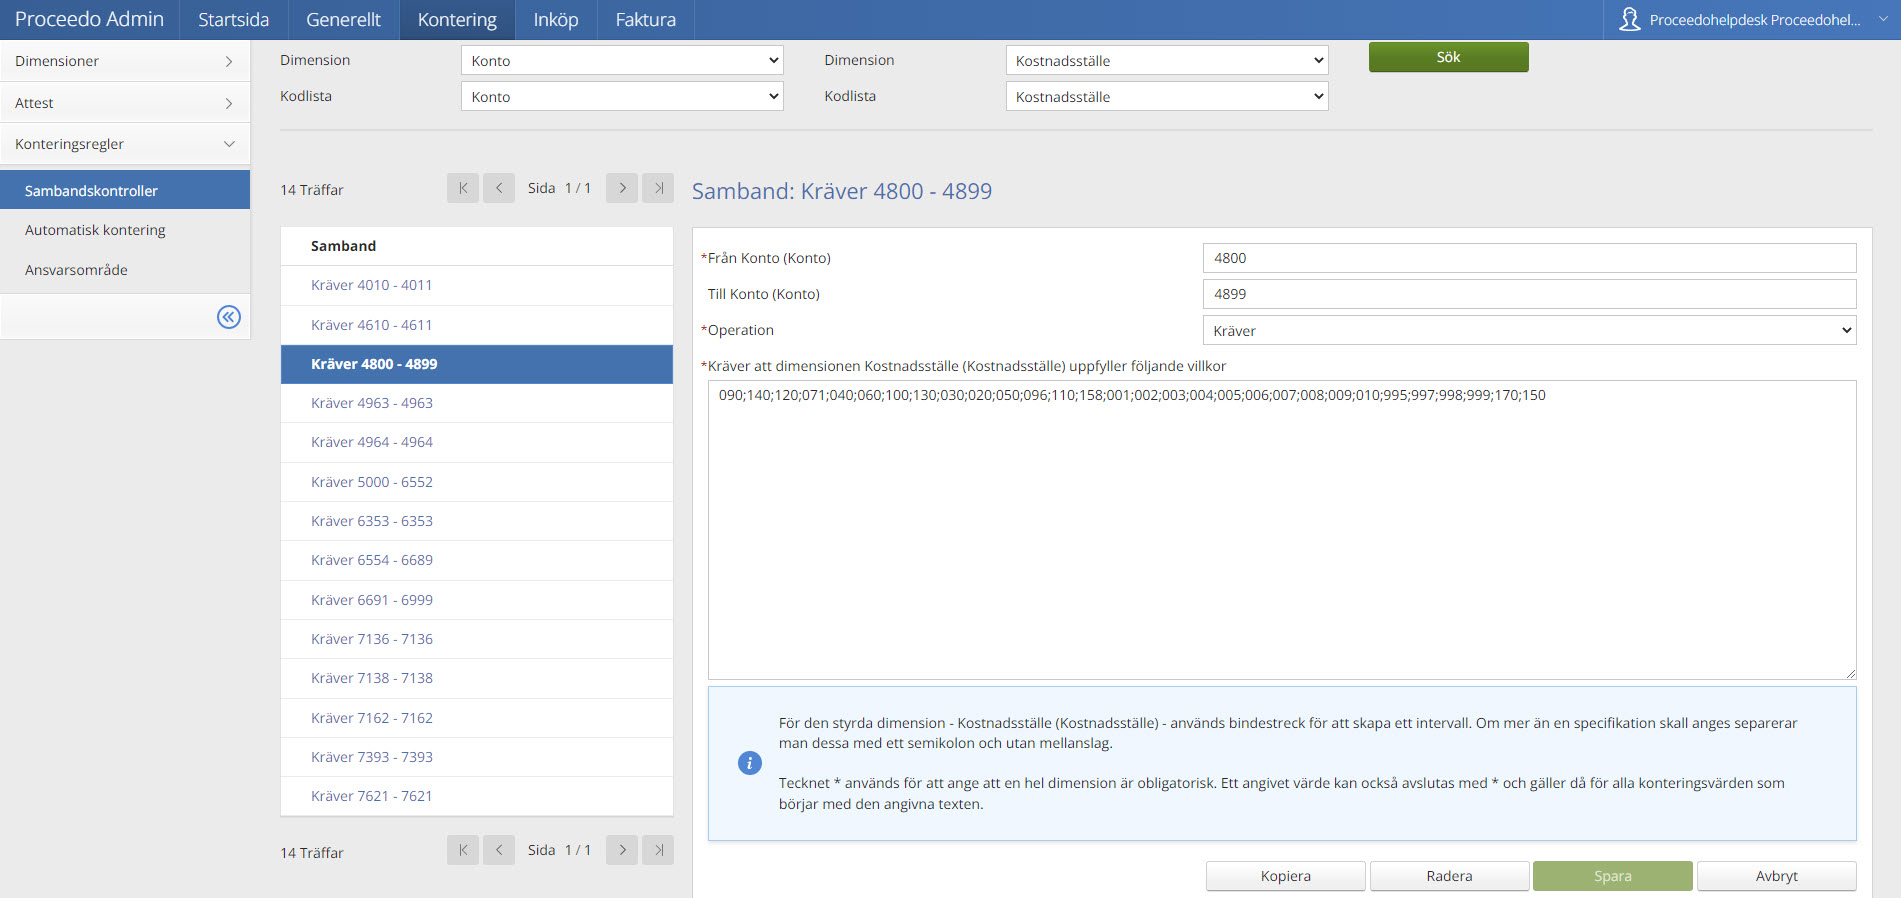 Proceedo Admin Startsida Generellt Kontering Inköp Faktura Proceedohelpdesk Proceedohel...
Dimensioner
Attest
Konteringsregler
Sambandskontroller
Automatisk kontering
Ansvarsområde
Dimension Konto Dimension Kostnadsställe Sök
Kodlista Konto Kodlista Kostnadsställe
14 Träffar Sida 1 / 1
Samband
Kräver 4010 - 4011
Kräver 4610 - 4611
Kräver 4800 - 4899
Kräver 4963 - 4963
Kräver 4964 - 4964
Kräver 5000 - 6552
Kräver 6353 - 6353
Kräver 6554 - 6689
Kräver 6691 - 6999
Kräver 7136 - 7136
Kräver 7138 - 7138
Kräver 7162 - 7162
Kräver 7393 - 7393
Kräver 7621 - 7621
14 Träffar Sida 1 / 1
Samband: Kräver 4800 - 4899
*Från Konto (Konto) 4800
Till Konto (Konto) 4899
*Operation Kräver
*Kräver att dimensionen Kostnadsställe (Kostnadsställe) uppfyller följande villkor
090;140;120;071;040;060;100;130;030;020;050;096;110;158;001;002;003;004;005;006;007;008;009;010;995;997;998;999;170;150
För den styrda dimension - Kostnadsställe (Kostnadsställe) - används bindestreck för att skapa ett intervall. Om mer än en specifikation skall anges separerar
man dessa med ett semikolon och utan mellanslag.
Tecknet * används för att ange att en hel dimension är obligatorisk. Ett angivet värde kan också avslutas med * och gäller då för alla konteringsvärden som
börjar med den angivna texten.
Kopiera Radera Spara Avbryt